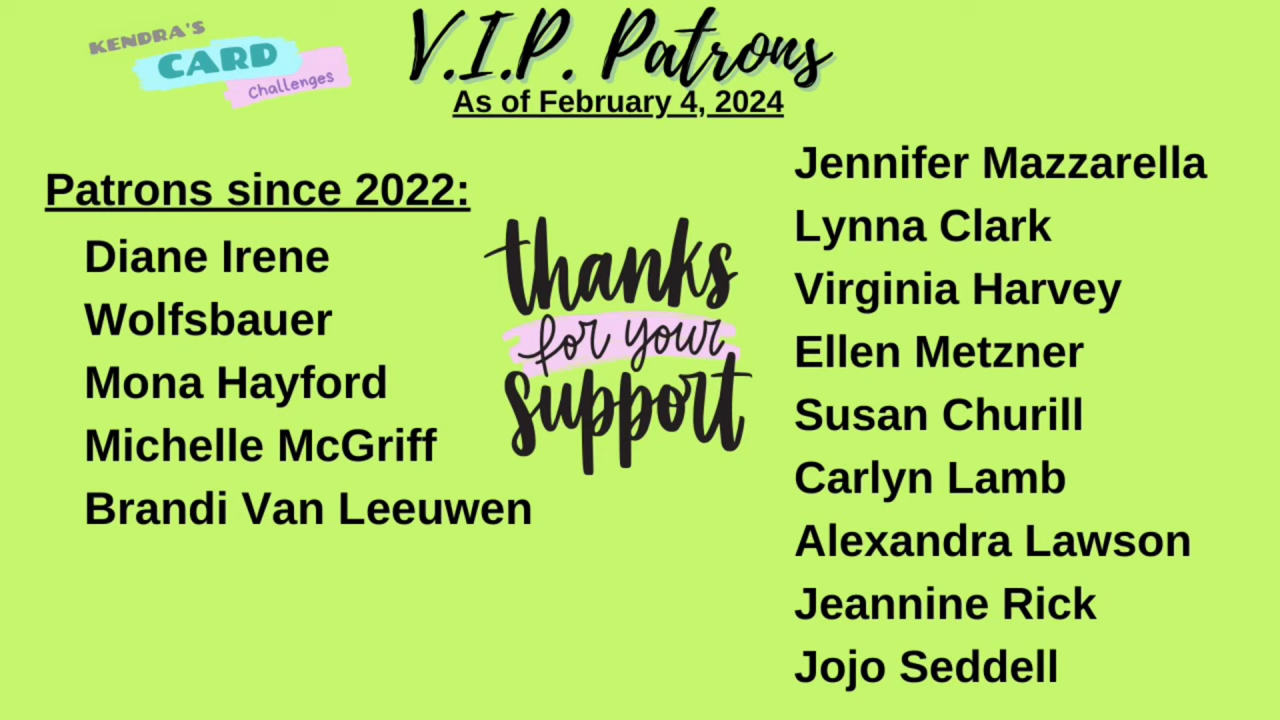 KENDRA'S
CARD
Challenges
V.I.P. Patrons
As of February 4, 2024
Patrons since 2022:
Diane Irene
Wolfsbauer
Mona Hayford
Michelle McGriff
Brandi Van Leeuwen
thanks
for your
support
Jennifer Mazzarella
Lynna Clark
Virginia Harvey
Ellen Metzner
Susan Churill
Carlyn Lamb
Alexandra Lawson
Jeannine Rick
Jojo Seddell